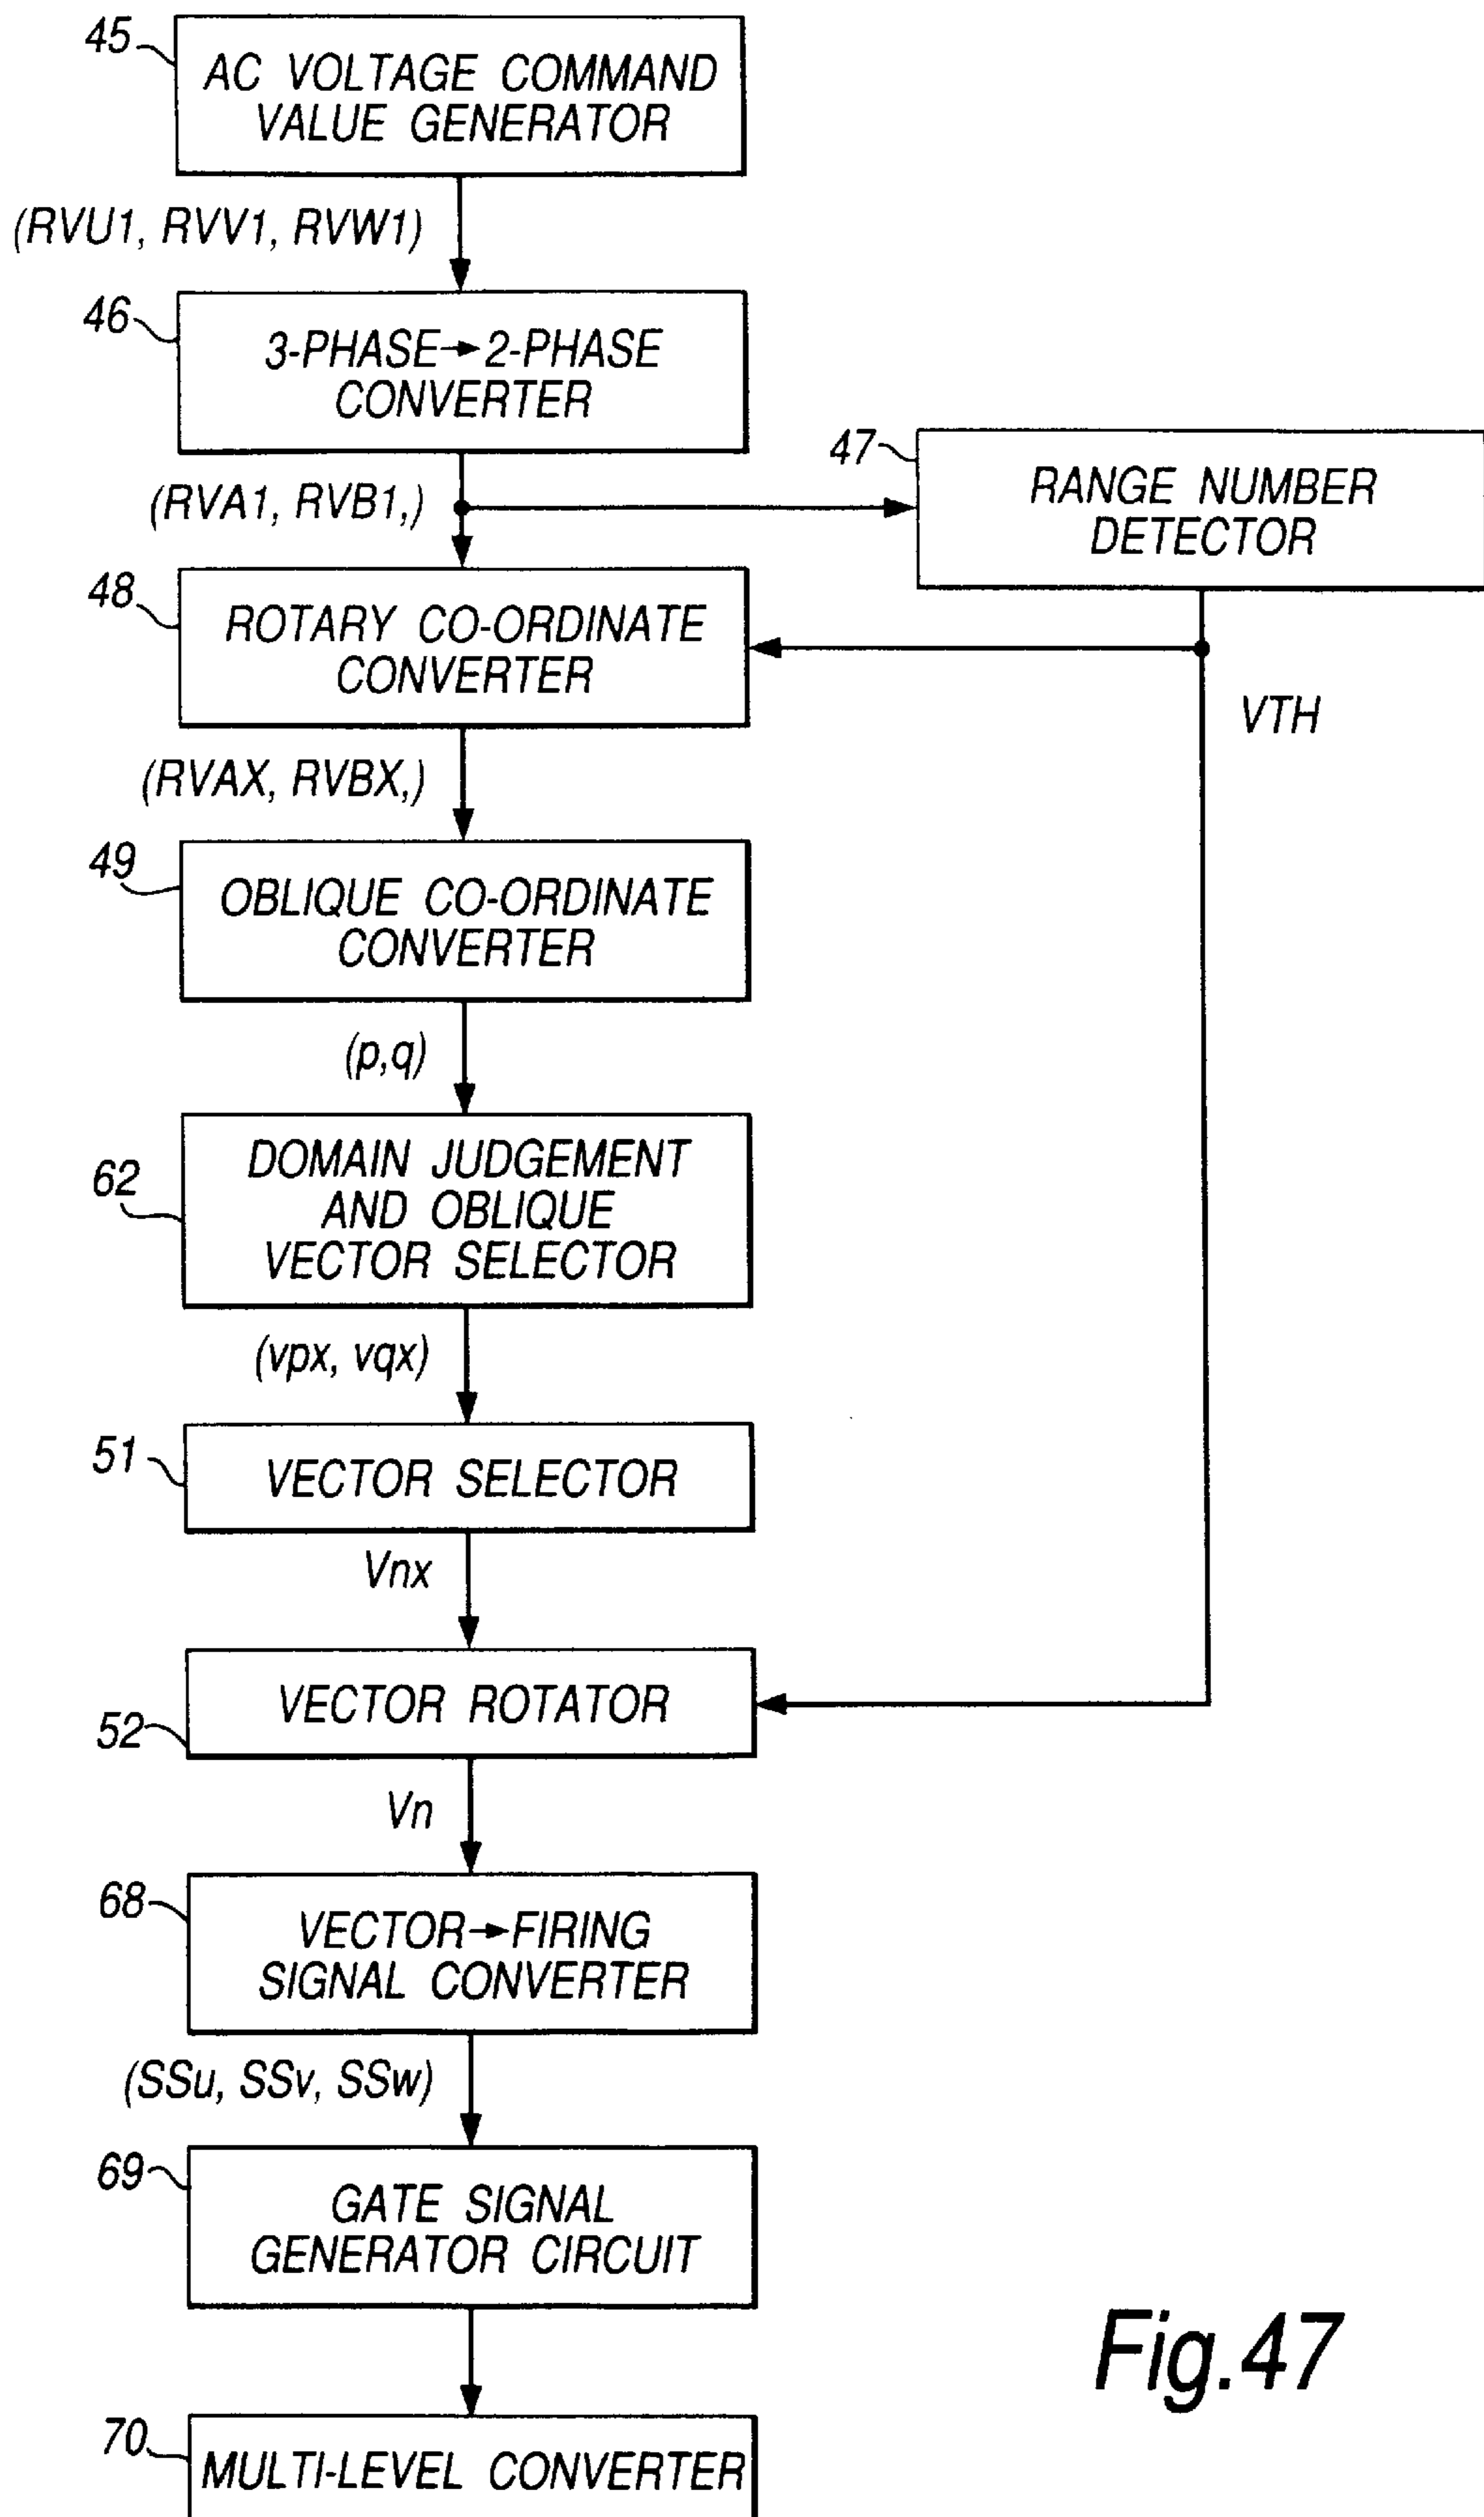 45
AC VOLTAGE COMMAND
VALUE GENERATOR
(RVU1, RVV1, RVW1)
46
3-PHASE→2-PHASE
CONVERTER
(RVA1, RVB1,)
47
RANGE NUMBER
DETECTOR
48
ROTARY CO-ORDINATE
CONVERTER
VTH
(RVAX, RVBX,)
49
OBLIQUE CO-ORDINATE
CONVERTER
(p,q)
62
DOMAIN JUDGEMENT
AND OBLIQUE
VECTOR SELECTOR
(vpx, vqx)
51
VECTOR SELECTOR
Vnx
52
VECTOR ROTATOR
Vn
68
VECTOR→FIRING
SIGNAL CONVERTER
(SSu, SSv, SSw)
69
GATE SIGNAL
GENERATOR CIRCUIT
70
MULTI-LEVEL CONVERTER
Fig.47